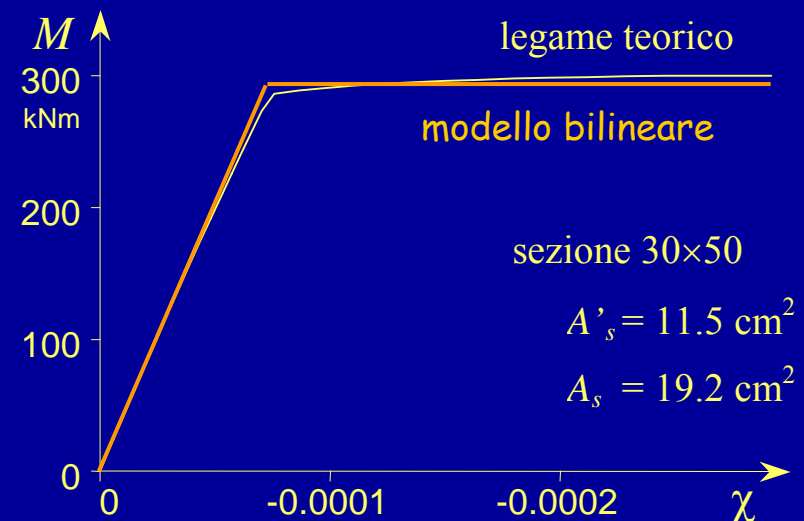 M
legame teorico
300
kNm
modello bilineare
200
sezione 30×50
A’s = 11.5 cm²
100
As = 19.2 cm²
0
0 -0.0001 -0.0002 χ